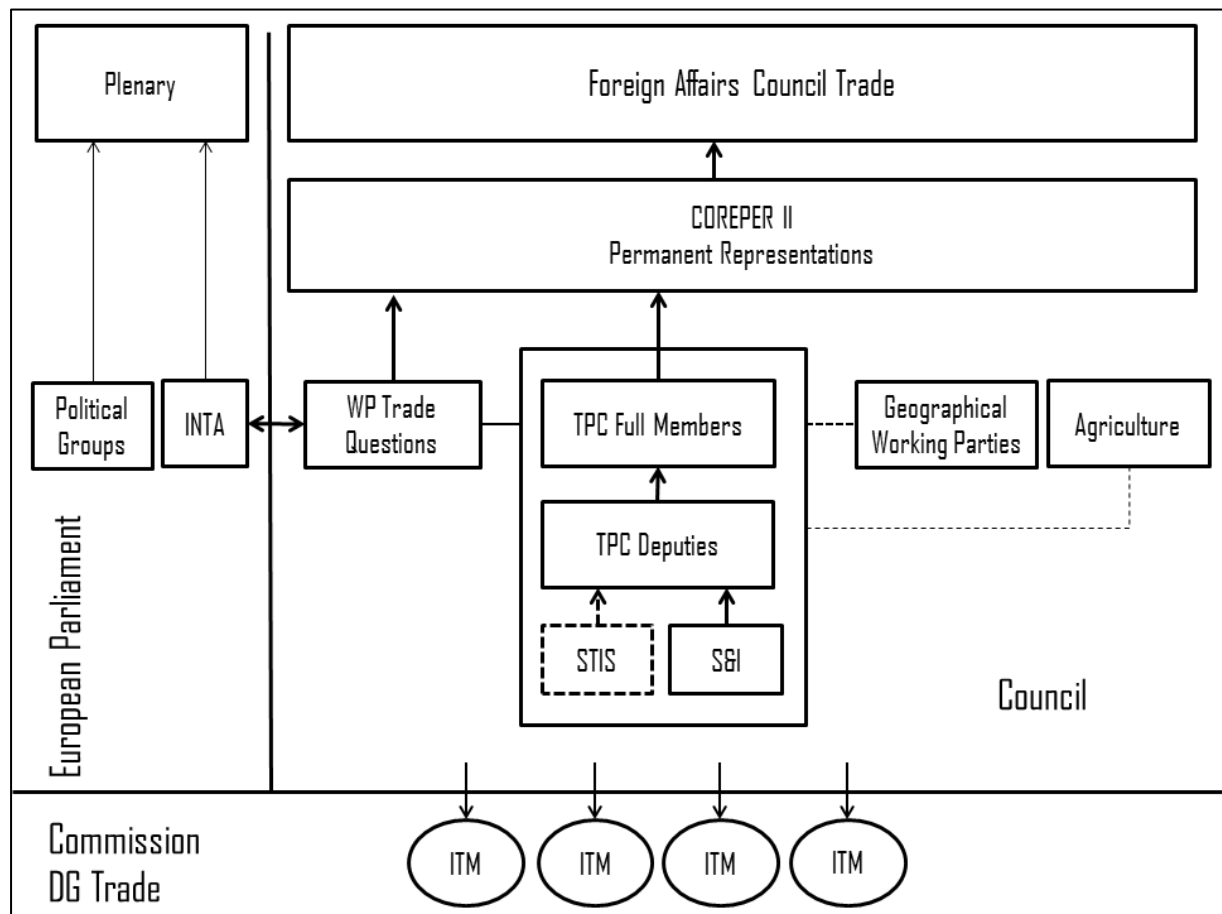 Plenary
Foreign Affairs Council Trade
COREPER II
Permanent Representations
Political
Groups
INTA
WP Trade
Questions
TPC Full Members
Geographical
Working Parties
Agriculture
TPC Deputies
STIS
S&I
European Parliament
Council
Commission
DG Trade
ITM
ITM
ITM
ITM